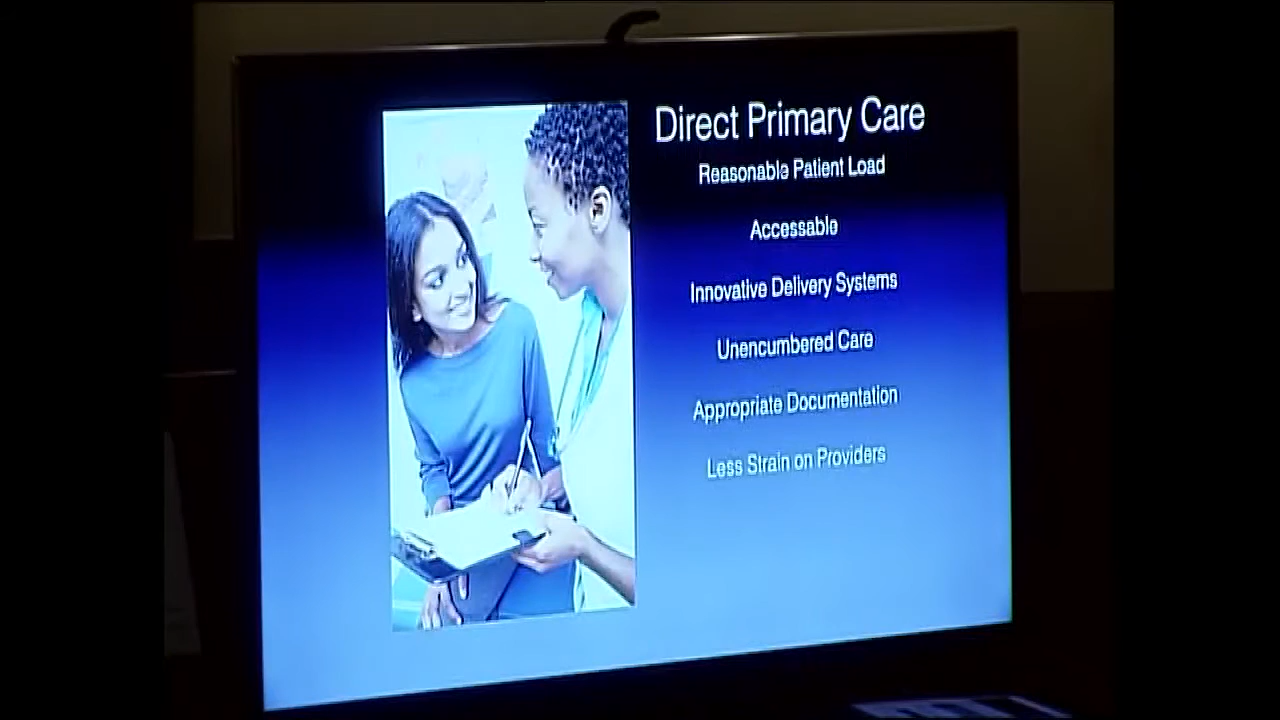 Direct Primary Care
Reasonable Patient Load
Accessable
Innovative Delivery Systems
Unencumbered Care
Appropriate Documentation
Less Strain on Providers